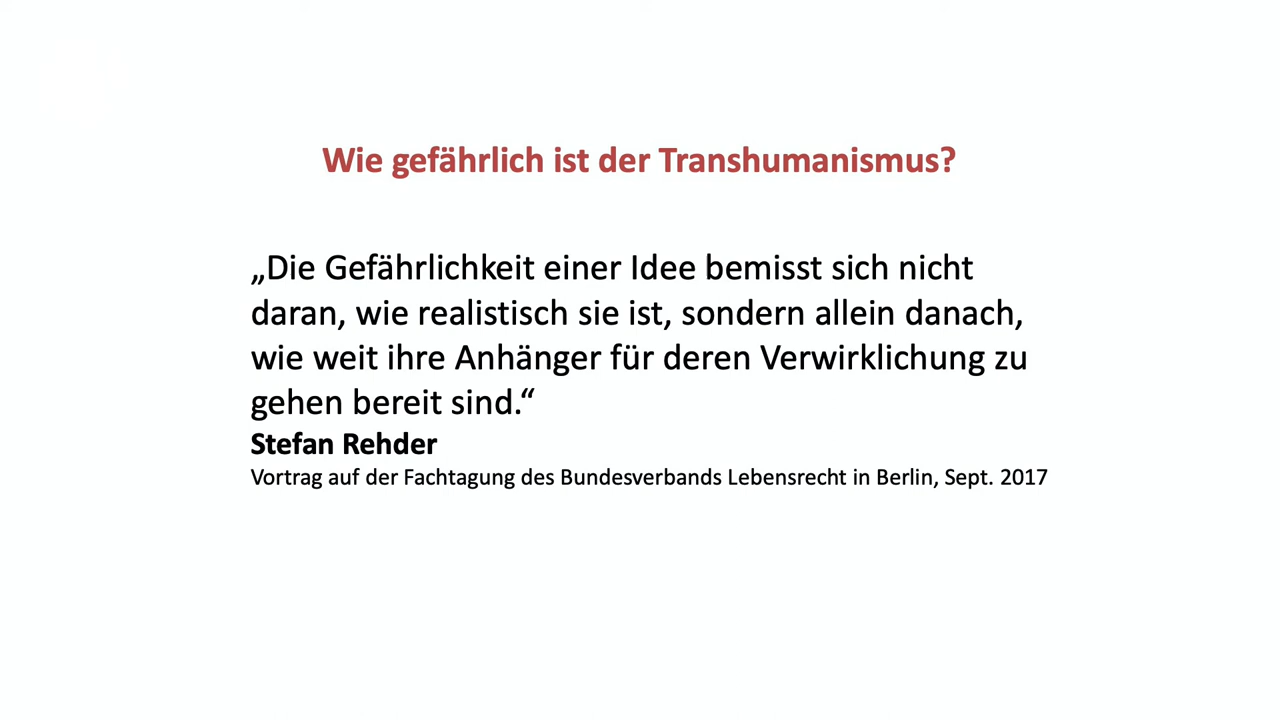 Wie gefährlich ist der Transhumanismus?
„Die Gefährlichkeit einer Idee bemisst sich nicht
daran, wie realistisch sie ist, sondern allein danach,
wie weit ihre Anhänger für deren Verwirklichung zu
gehen bereit sind.“
Stefan Rehder
Vortrag auf der Fachtagung des Bundesverbands Lebensrecht in Berlin, Sept. 2017